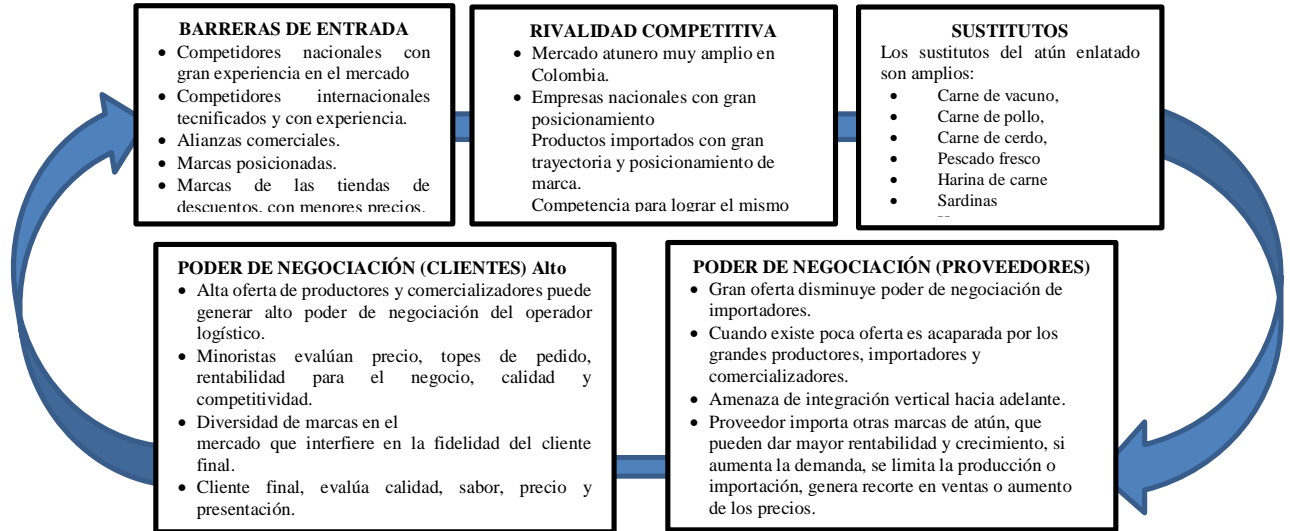 BARRERAS DE ENTRADA
• Competidores nacionales con
gran experiencia en el mercado
• Competidores internacionales
tecnificados y con experiencia.
• Alianzas comerciales.
• Marcas posicionadas.
• Marcas de las tiendas de
descuentos, con menores precios.
RIVALIDAD COMPETITIVA
• Mercado atunero muy amplio en
Colombia.
• Empresas nacionales con gran
posicionamiento
Productos importados con gran
trayectoria y posicionamiento de
marca.
Competencia para lograr el mismo
SUSTITUTOS
Los sustitutos del atún enlatado
son amplios:
• Carne de vacuno,
• Carne de pollo,
• Carne de cerdo,
• Pescado fresco
• Harina de carne
• Sardinas
PODER DE NEGOCIACIÓN (CLIENTES) Alto
• Alta oferta de productores y comercializadores puede
generar alto poder de negociación del operador
logístico.
• Minoristas evalúan precio, topes de pedido,
rentabilidad para el negocio, calidad y
competitividad.
• Diversidad de marcas en el
mercado que interfiere en la fidelidad del cliente
final.
• Cliente final, evalúa calidad, sabor, precio y
presentación.
PODER DE NEGOCIACIÓN (PROVEEDORES)
• Gran oferta disminuye poder de negociación de
importadores.
• Cuando existe poca oferta es acaparada por los
grandes productores, importadores y
comercializadores.
• Amenaza de integración vertical hacia adelante.
• Proveedor importa otras marcas de atún, que
pueden dar mayor rentabilidad y crecimiento, si
aumenta la demanda, se limita la producción o
importación, genera recorte en ventas o aumento
de los precios.